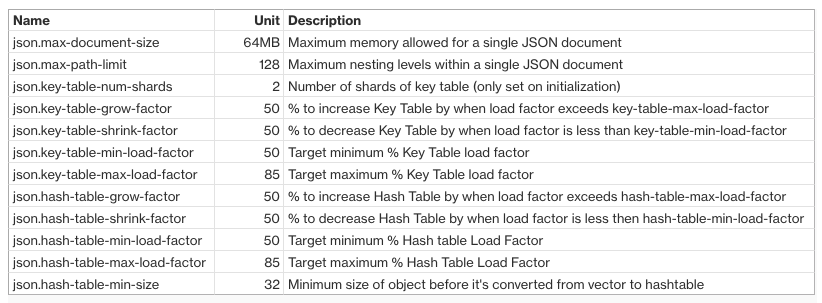 Name Unit Description
json.max-document-size 64MB Maximum memory allowed for a single JSON document
json.max-path-limit 128 Maximum nesting levels within a single JSON document
json.key-table-num-shards 2 Number of shards of key table (only set on initialization)
json.key-table-grow-factor 50 % to increase Key Table by when load factor exceeds key-table-max-load-factor
json.key-table-shrink-factor 50 % to decrease Key Table by when load factor is less than key-table-min-load-factor
json.key-table-min-load-factor 50 Target minimum % Key Table load factor
json.key-table-max-load-factor 85 Target maximum % Key Table load factor
json.hash-table-grow-factor 50 % to increase Hash Table by when load factor exceeds hash-table-max-load-factor
json.hash-table-shrink-factor 50 % to decrease Hash Table by when load factor is less then hash-table-min-load-factor
json.hash-table-min-load-factor 50 Target minimum % Hash table Load Factor
json.hash-table-max-load-factor 85 Target maximum % Hash Table Load Factor
json.hash-table-min-size 32 Minimum size of object before it's converted from vector to hashtable